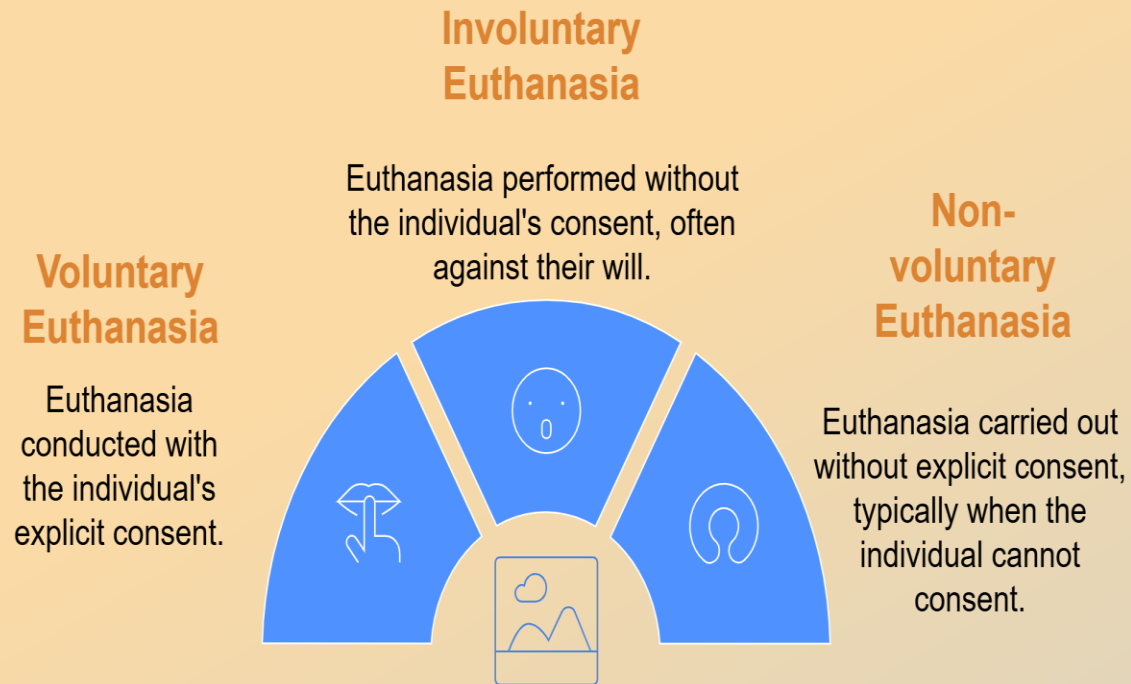 Involuntary
Euthanasia
Euthanasia performed without
the individual's consent, often
against their will.
Voluntary
Euthanasia
Euthanasia
conducted with
the individual's
explicit consent.
Non-
voluntary
Euthanasia
Euthanasia carried out
without explicit consent,
typically when the
individual cannot
consent.